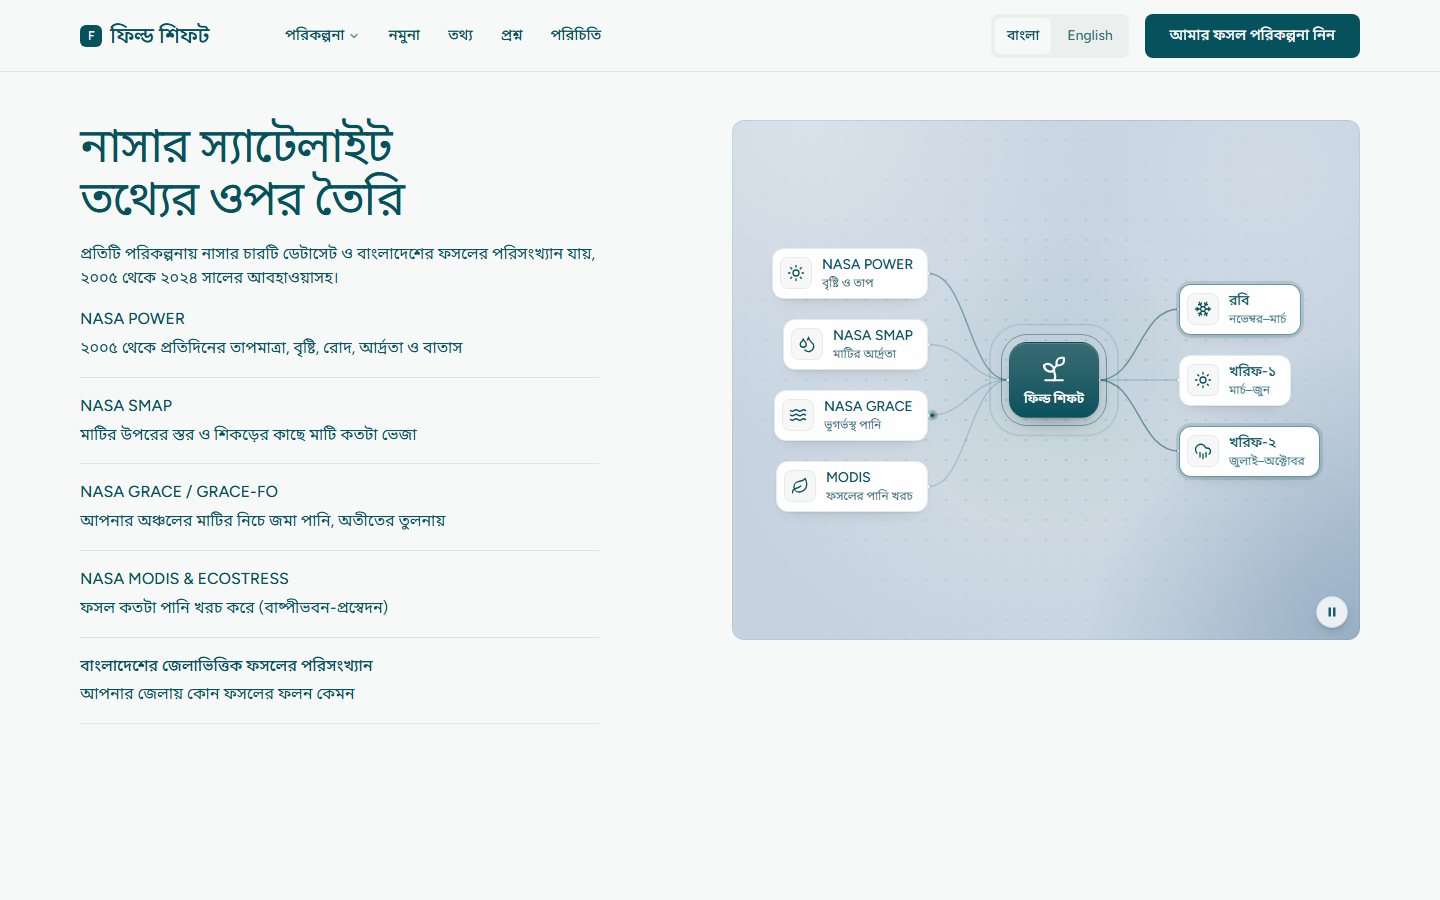 F ফিল্ড শিফট
পরিকল্পনা
নমুনা
তথ্য
প্রশ্ন
পরিচিতি
বাংলা
English
আমার ফসল পরিকল্পনা নিন
নাসার স্যাটেলাইট
তথ্যের ওপর তৈরি
প্রতিটি পরিকল্পনায় নাসার চারটি ডেটাসেট ও বাংলাদেশের ফসলের পরিসংখ্যান যায়,
২০০৫ থেকে ২০২৪ সালের আবহাওয়াসহ।
NASA POWER
২০০৫ থেকে প্রতিদিনের তাপমাত্রা, বৃষ্টি, রোদ, আর্দ্রতা ও বাতাস
NASA SMAP
মাটির উপরের স্তর ও শিকড়ের কাছে মাটি কতটা ভেজা
NASA GRACE / GRACE-FO
আপনার অঞ্চলের মাটির নিচে জমা পানি, অতীতের তুলনায়
NASA MODIS & ECOSTRESS
ফসল কতটা পানি খরচ করে (বাষ্পীভবন-প্রস্বেদন)
বাংলাদেশের জেলাভিত্তিক ফসলের পরিসংখ্যান
আপনার জেলায় কোন ফসলের ফলন কেমন
NASA POWER
বৃষ্টি ও তাপ
NASA SMAP
মাটির আর্দ্রতা
NASA GRACE
ভূগর্ভস্থ পানি
MODIS
ফসলের পানি খরচ
ফিল্ড শিফট
রবি
নভেম্বর–মার্চ
খরিফ-১
মার্চ–জুন
খরিফ-২
জুলাই–অক্টোবর